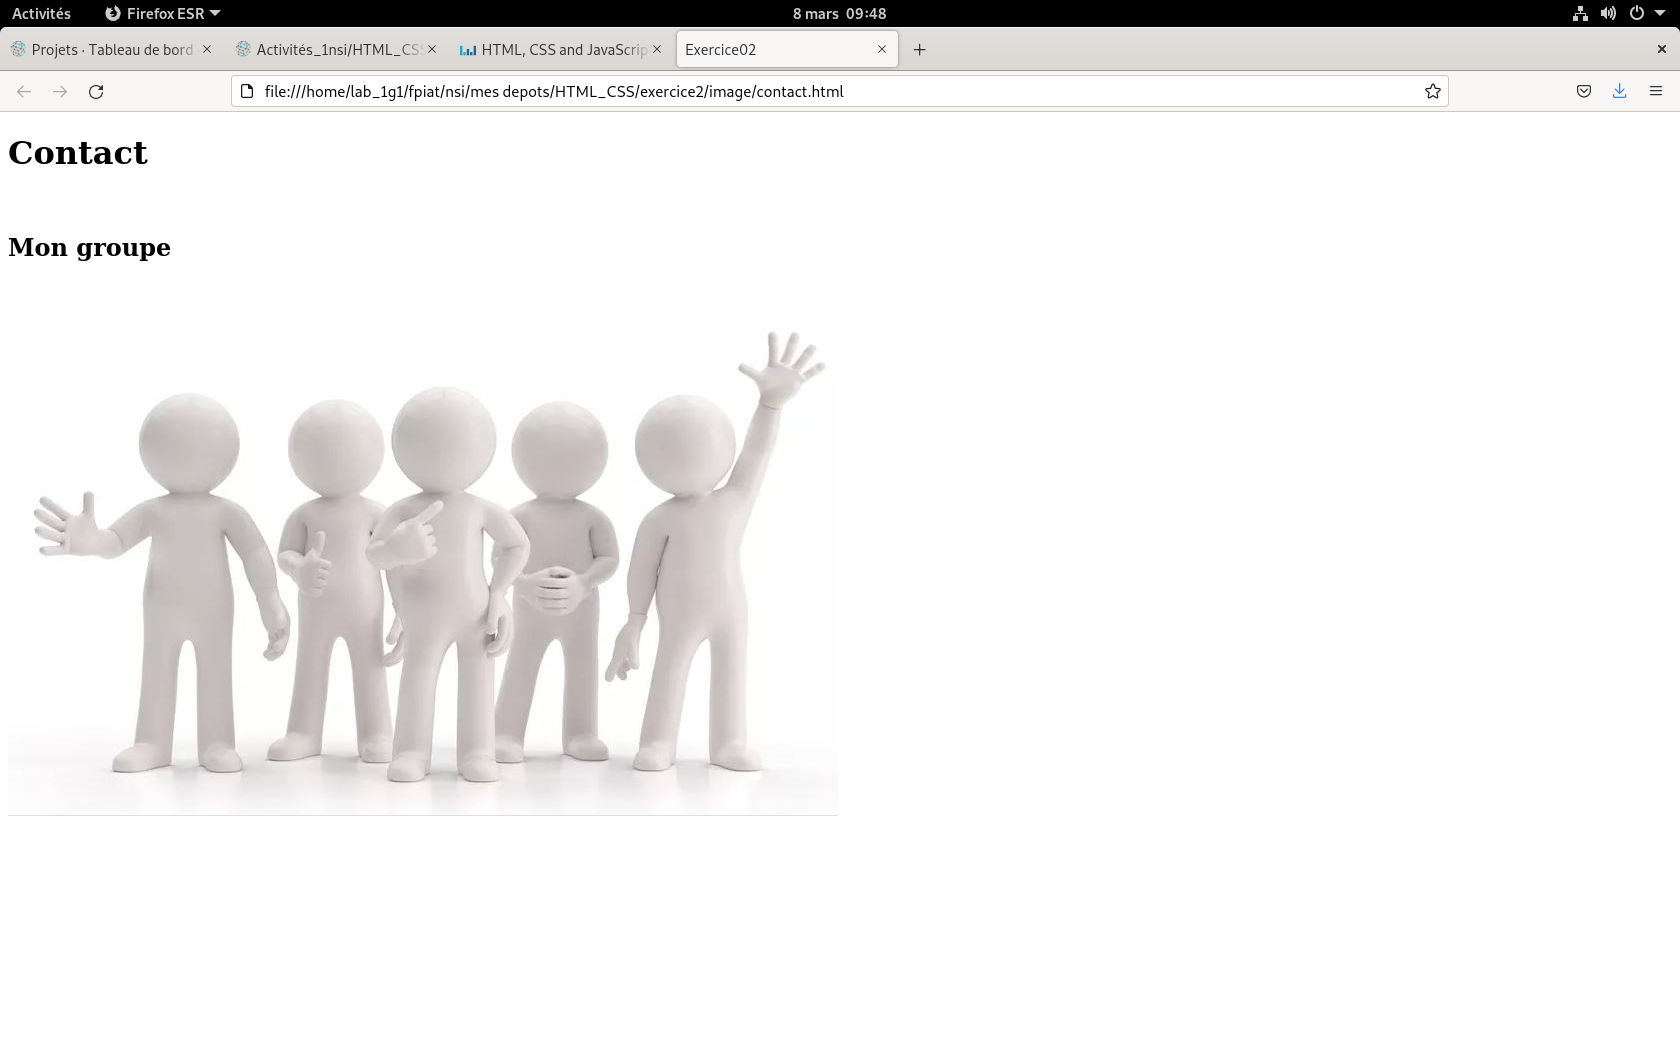 Activités Firefox ESR 8 mars 09:48
Projets · Tableau de bord Activités_1nsi/HTML_CSS HTML, CSS and JavaScrip Exercice02
file:///home/lab_1g1/fpiat/nsi/mes depots/HTML_CSS/exercice2/image/contact.html
Contact
Mon groupe